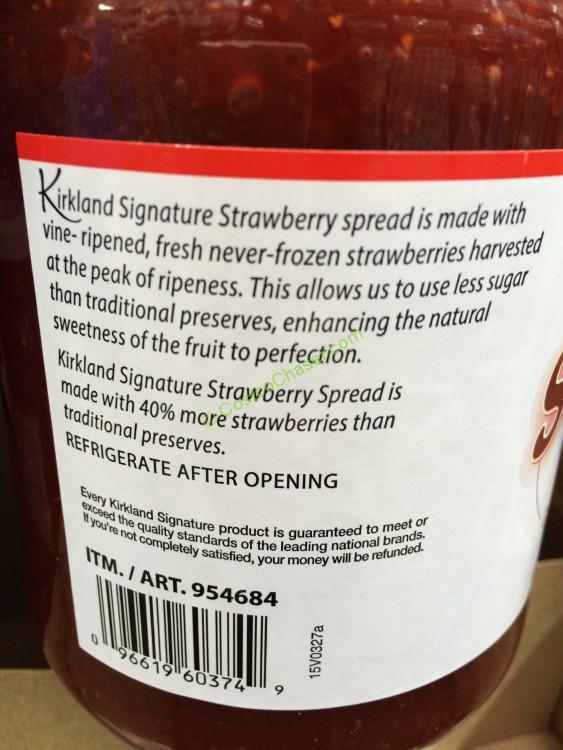 Kirkland Signature Strawberry spread is made with
vine- ripened, fresh never-frozen strawberries harvested
at the peak of ripeness. This allows us to use less sugar
than traditional preserves, enhancing the natural
sweetness of the fruit to perfection.
Kirkland Signature Strawberry Spread is
made with 40% more strawberries than
traditional preserves.
REFRIGERATE AFTER OPENING
Every Kirkland Signature product is guaranteed to meet or
exceed the quality standards of the leading national brands.
If you're not completely satisfied, your money will be refunded.
ITM. / ART. 954684
0 96619 60374 9
15V0327a
© CostcoChaser.com